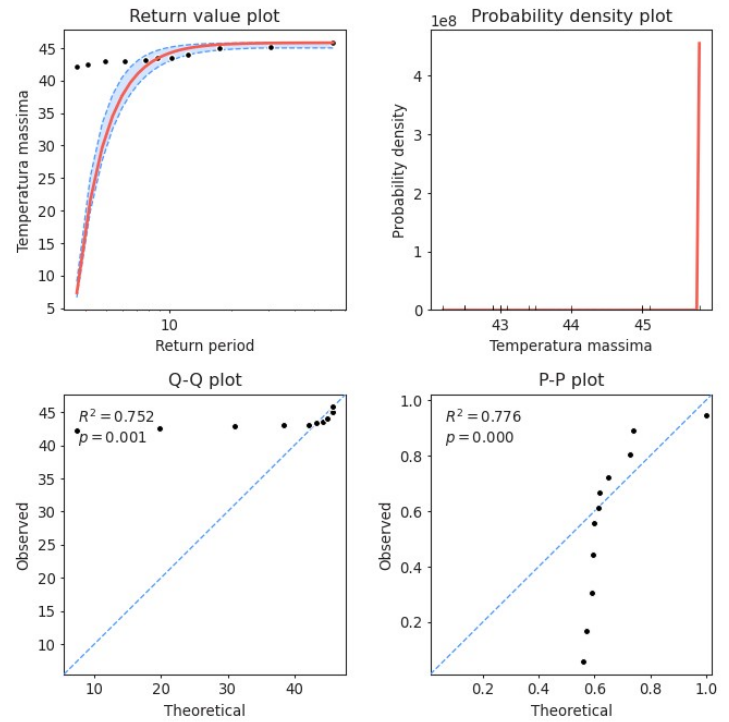 Return value plot
Temperatura massima
45
40
35
30
25
20
15
10
5
10
Return period
Probability density plot
1e8
Probability density
4
3
2
1
0
43
44
45
Temperatura massima
Q-Q plot
R² = 0.752
p = 0.001
Observed
45
40
35
30
25
20
15
10
10
20
30
40
Theoretical
P-P plot
R² = 0.776
p = 0.000
Observed
1.0
0.8
0.6
0.4
0.2
0.2
0.4
0.6
0.8
1.0
Theoretical